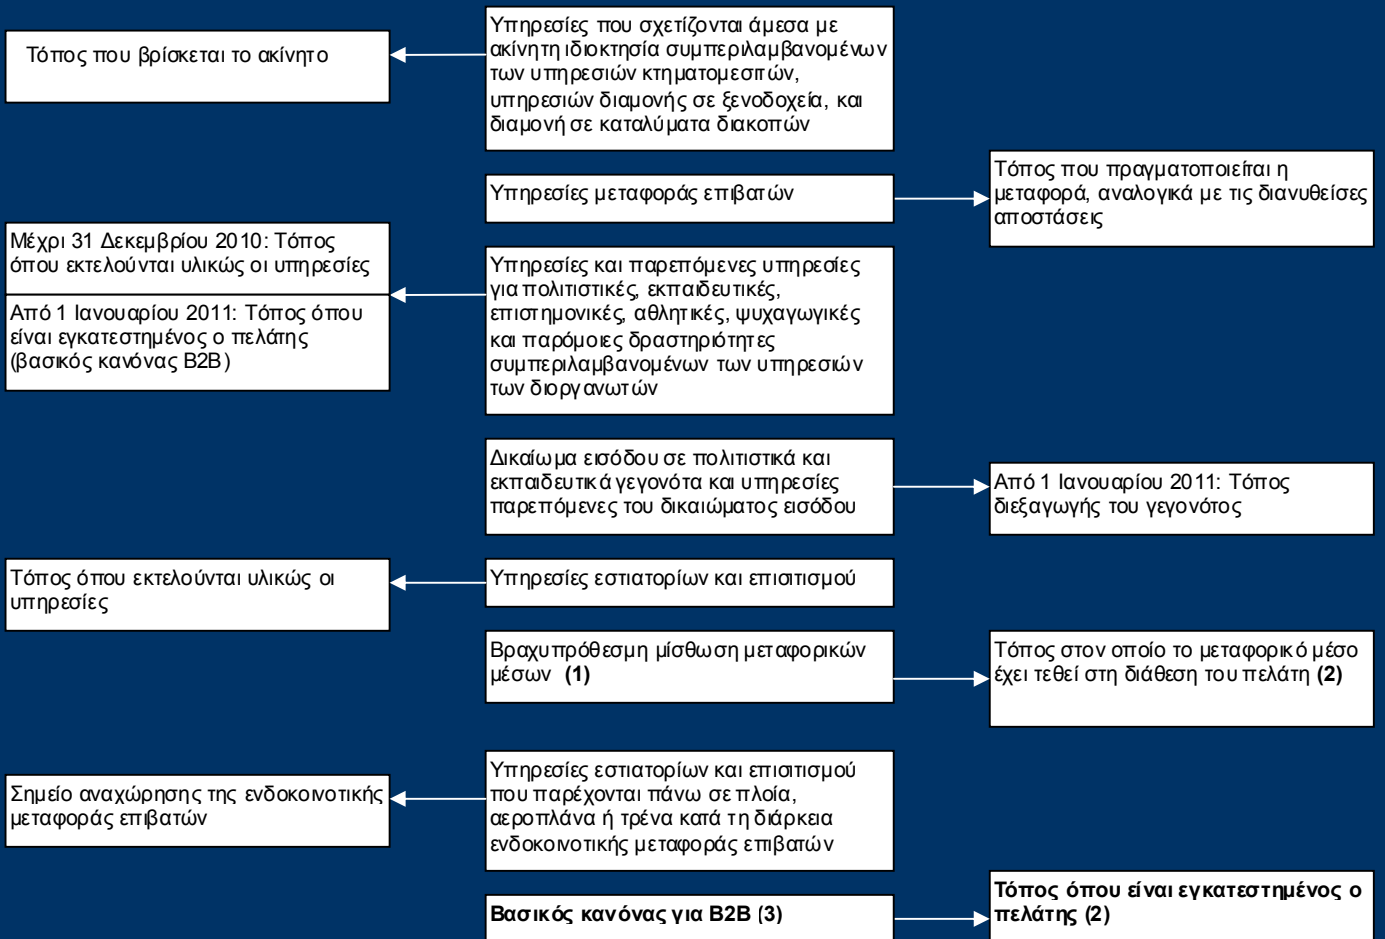 Τόπος που βρίσκεται το ακίνητο
Υπηρεσίες που σχετίζονται άμεσα με
ακίνητη ιδιοκτησία συμπεριλαμβανομένων
των υπηρεσιών κτηματομεσιτών,
υπηρεσιών διαμονής σε ξενοδοχεία, και
διαμονή σε καταλύματα διακοπών
Υπηρεσίες μεταφοράς επιβατών
Τόπος που πραγματοποιείται η
μεταφορά, αναλογικά με τις διανυθείσες
αποστάσεις
Μέχρι 31 Δεκεμβρίου 2010: Τόπος
όπου εκτελούνται υλικώς οι υπηρεσίες
Από 1 Ιανουαρίου 2011: Τόπος όπου
είναι εγκατεστημένος ο πελάτης
(βασικός κανόνας B2B)
Υπηρεσίες και παρεπόμενες υπηρεσίες
για πολιτιστικές, εκπαιδευτικές,
επιστημονικές, αθλητικές, ψυχαγωγικές
και παρόμοιες δραστηριότητες
συμπεριλαμβανομένων των υπηρεσιών
των διοργανωτών
Δικαίωμα εισόδου σε πολιτιστικά και
εκπαιδευτικά γεγονότα και υπηρεσίες
παρεπόμενες του δικαιώματος εισόδου
Από 1 Ιανουαρίου 2011: Τόπος
διεξαγωγής του γεγονότος
Τόπος όπου εκτελούνται υλικώς οι
υπηρεσίες
Υπηρεσίες εστιατορίων και επισιτισμού
Βραχυπρόθεσμη μίσθωση μεταφορικών
μέσων (1)
Τόπος στον οποίο το μεταφορικό μέσο
έχει τεθεί στη διάθεση του πελάτη (2)
Σημείο αναχώρησης της ενδοκοινοτικής
μεταφοράς επιβατών
Υπηρεσίες εστιατορίων και επισιτισμού
που παρέχονται πάνω σε πλοία,
αεροπλάνα ή τρένα κατά τη διάρκεια
ενδοκοινοτικής μεταφοράς επιβατών
Βασικός κανόνας για B2B (3)
Τόπος όπου είναι εγκατεστημένος ο
πελάτης (2)